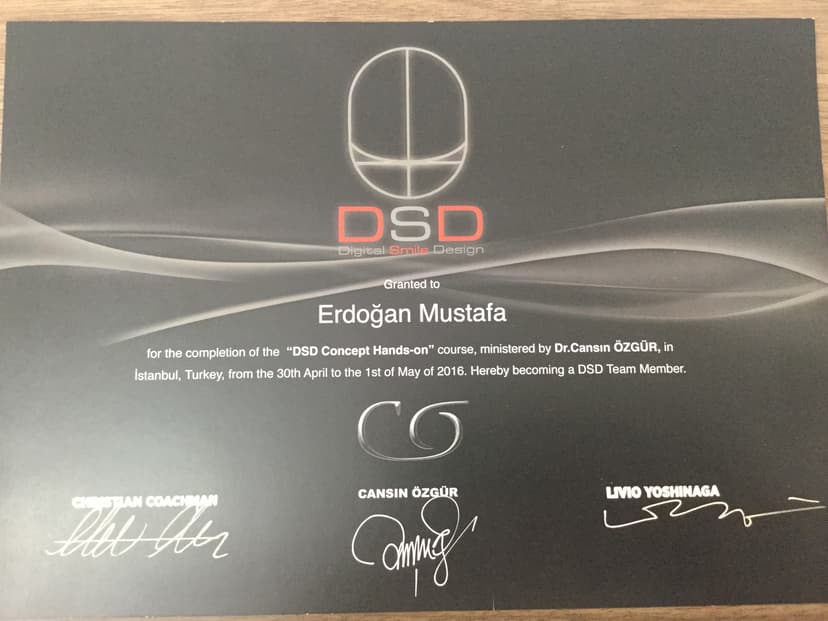 DSD
Digital Smile Design
Granted to
Erdoğan Mustafa
for the completion of the “DSD Concept Hands-on” course, ministered by Dr.Cansın ÖZGÜR, in
İstanbul, Turkey, from the 30th April to the 1st of May of 2016. Hereby becoming a DSD Team Member.
CHRISTIAN COACHMAN
CANSIN ÖZGÜR
LIVIO YOSHINAGA